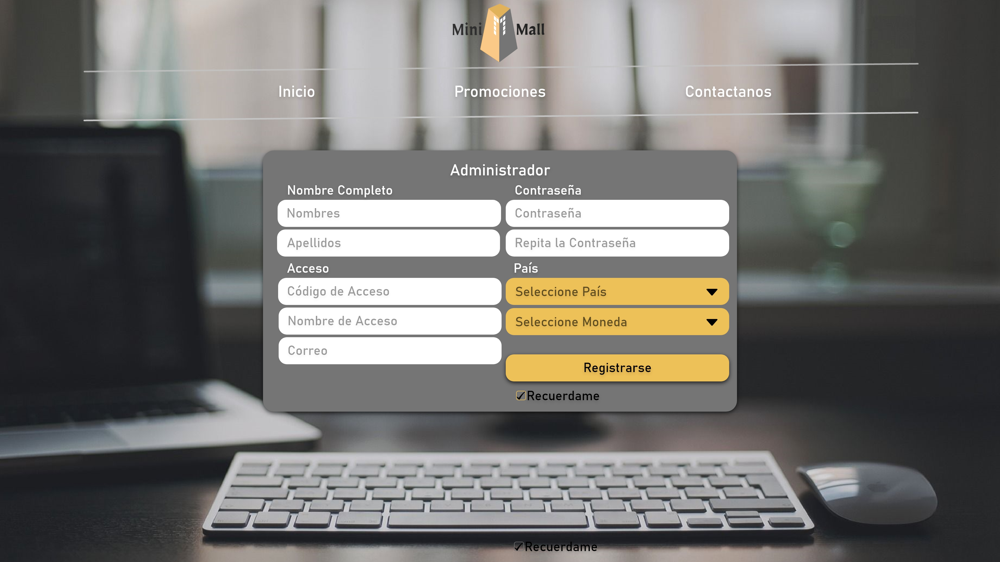 Mini Mall
Inicio Promociones Contactanos
Administrador
Nombre Completo
Nombres
Apellidos
Contraseña
Contraseña
Repita la Contraseña
Acceso
Código de Acceso
Nombre de Acceso
Correo
País
Seleccione País
Seleccione Moneda
Registrarse
Recuerdame
Recuerdame